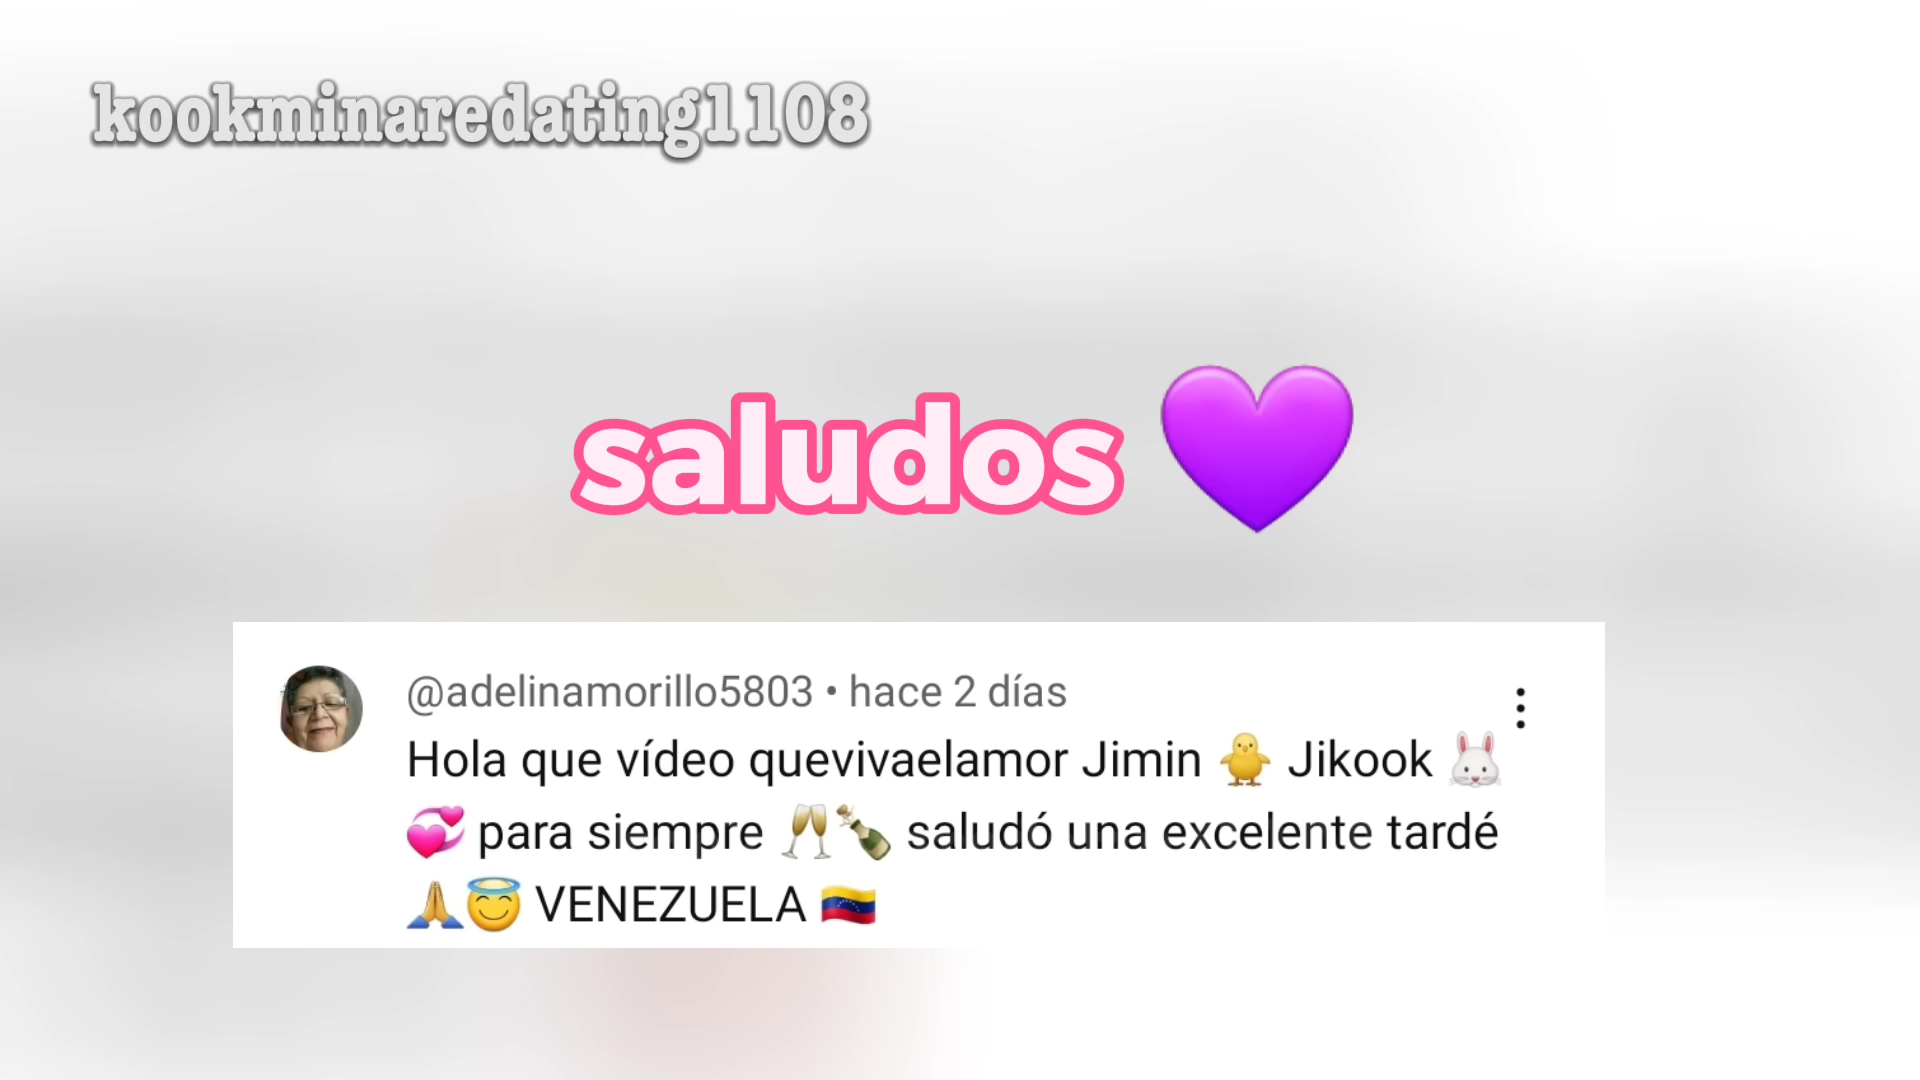 kookminaredating1108
saludos 💜
@adelinamorillo5803 • hace 2 días
Hola que vídeo quevivaelamor Jimin 🐥 Jikook 🐰
💞 para siempre 🥂🍾 saludó una excelente tardé
🙏😇 VENEZUELA 🇻🇪